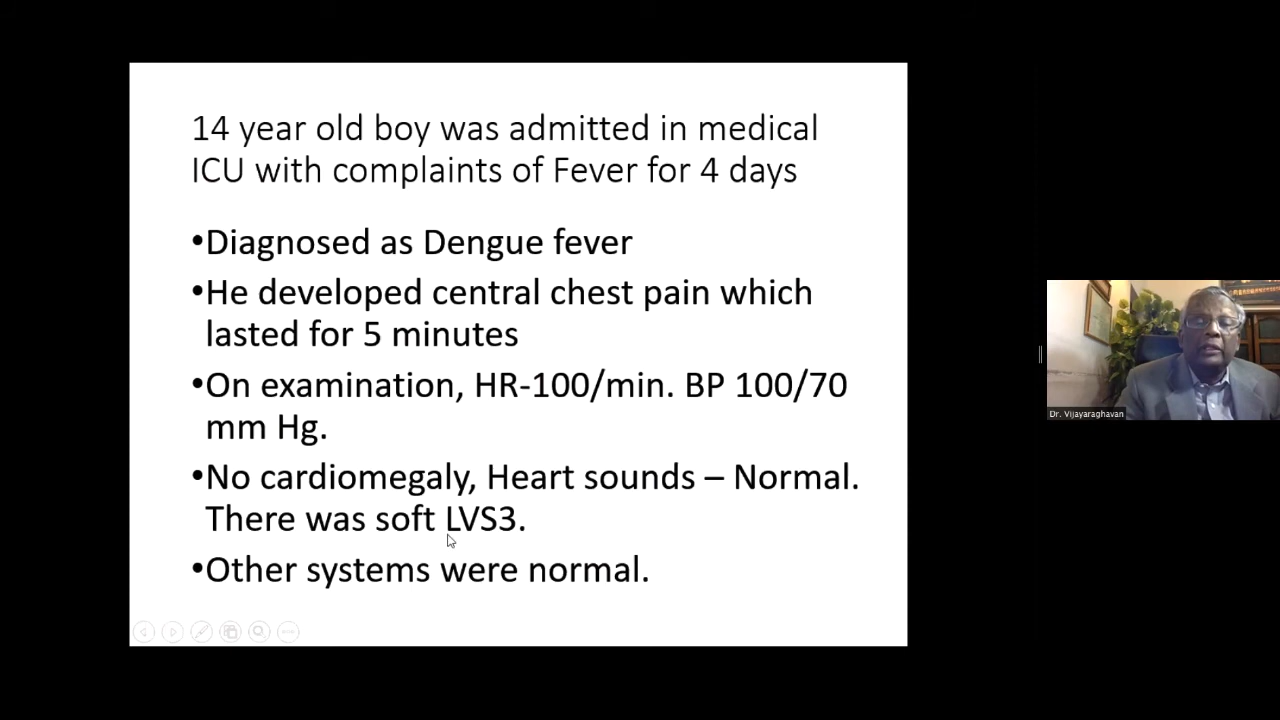 14 year old boy was admitted in medical
ICU with complaints of Fever for 4 days
•Diagnosed as Dengue fever
•He developed central chest pain which
lasted for 5 minutes
•On examination, HR-100/min. BP 100/70
mm Hg.
•No cardiomegaly, Heart sounds – Normal.
There was soft LVS3.
•Other systems were normal.
Dr. Vijayaraghavan